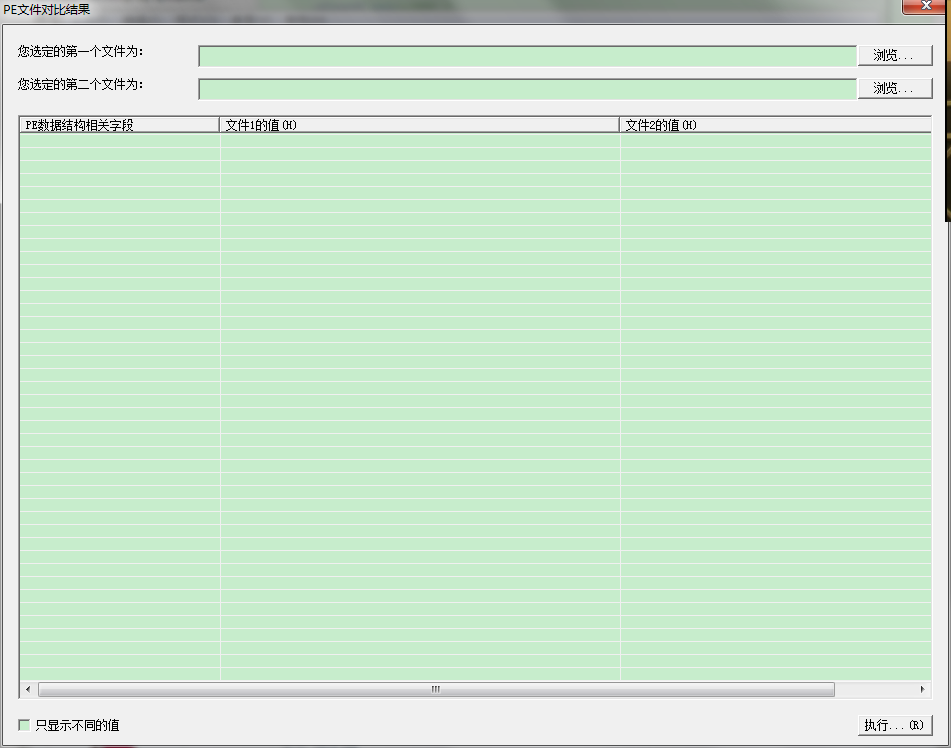 PE文件对比结果
您选定的第一个文件为：
浏览...
您选定的第二个文件为：
浏览...
PE数据结构相关字段 文件1的值(H) 文件2的值(H)
只显示不同的值
执行...(R)